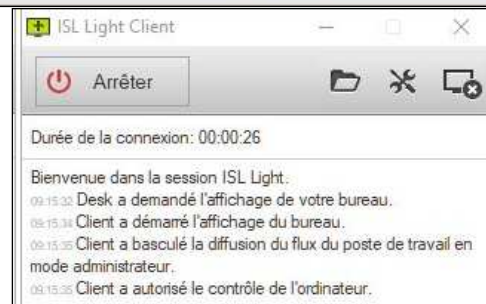 ISL Light Client
Arrêter
Durée de la connexion: 00:00:26
Bienvenue dans la session ISL Light.
09:15:32 Desk a demandé l'affichage de votre bureau.
09:15:34 Client a démarré l'affichage du bureau.
09:15:35 Client a basculé la diffusion du flux du poste de travail en
mode administrateur.
09:15:35 Client a autorisé le contrôle de l'ordinateur.